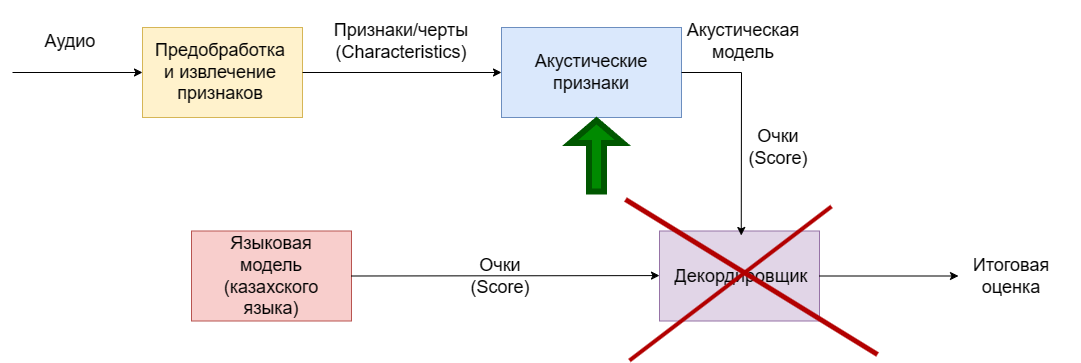 Аудио
Предобработка
и извлечение
признаков
Признаки/черты
(Characteristics)
Акустические
признаки
Акустическая
модель
Очки
(Score)
Языковая
модель
(казахского
языка)
Очки
(Score)
Декордировщик
Итоговая
оценка